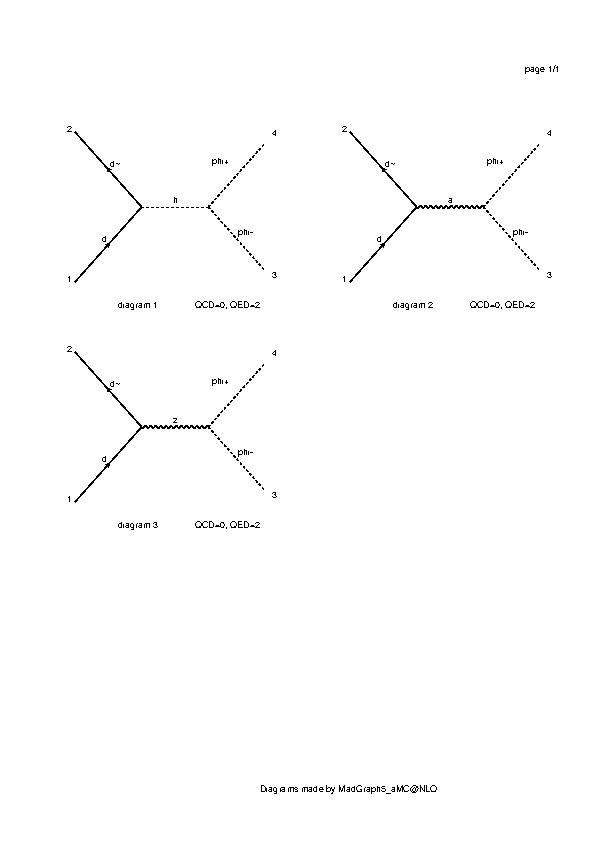 page 1/1
2
4
d~
phi+
h
d
phi-
1
3
diagram 1 QCD=0, QED=2
2
4
d~
phi+
a
d
phi-
1
3
diagram 2 QCD=0, QED=2
2
4
d~
phi+
z
d
phi-
1
3
diagram 3 QCD=0, QED=2
Diagrams made by MadGraph5_aMC@NLO